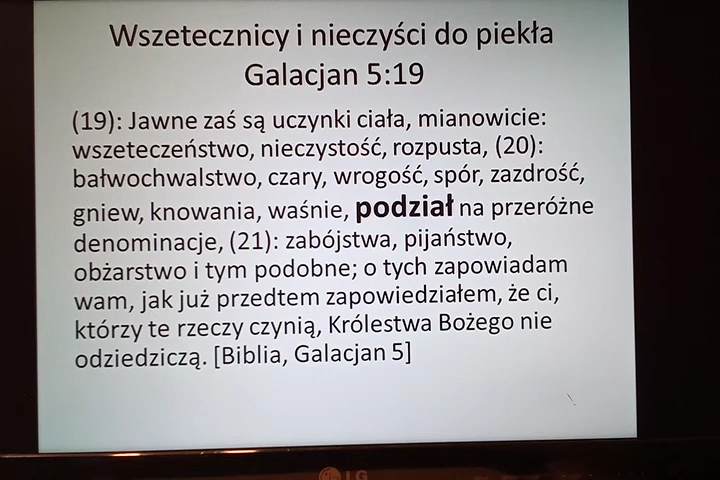 Wszetecznicy i nieczyści do piekła
Galacjan 5:19
(19): Jawne zaś są uczynki ciała, mianowicie:
wszeteczeństwo, nieczystość, rozpusta, (20):
bałwochwalstwo, czary, wrogość, spór, zazdrość,
gniew, knowania, waśnie, podział na przeróżne
denominacje, (21): zabójstwa, pijaństwo,
obżarstwo i tym podobne; o tych zapowiadam
wam, jak już przedtem zapowiedziałem, że ci,
którzy te rzeczy czynią, Królestwa Bożego nie
odziedziczą. [Biblia, Galacjan 5]
LG